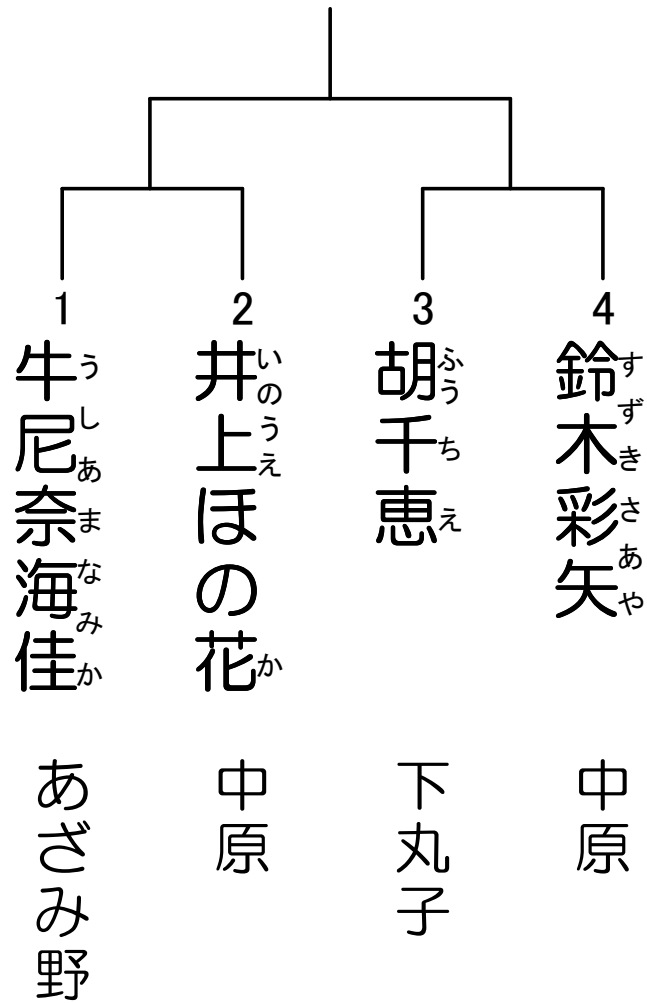 1
牛尼奈海佳
うしあまなみか
あざみ野
2
井上ほの花
いのうえか
中原
3
胡千恵
ふうちえ
下丸子
4
鈴木彩矢
すずきさあや
中原